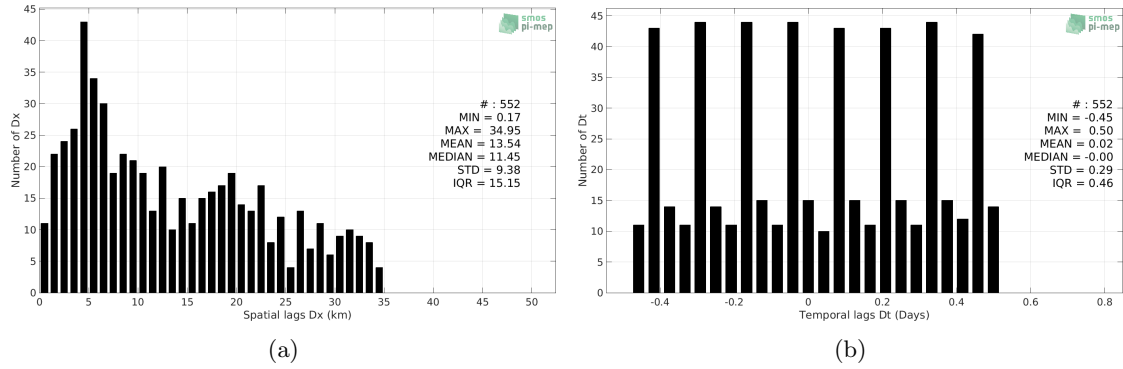 45
40
35
30
25
20
15
10
5
0
Number of Dx
0 5 10 15 20 25 30 35 40 45 50
Spatial lags Dx (km)
smos
pi-mep
# : 552
MIN = 0.17
MAX = 34.95
MEAN = 13.54
MEDIAN = 11.45
STD = 9.38
IQR = 15.15
(a)
45
40
35
30
25
20
15
10
5
0
Number of Dt
-0.4 -0.2 0 0.2 0.4 0.6 0.8
Temporal lags Dt (Days)
smos
pi-mep
# : 552
MIN = -0.45
MAX = 0.50
MEAN = 0.02
MEDIAN = -0.00
STD = 0.29
IQR = 0.46
(b)